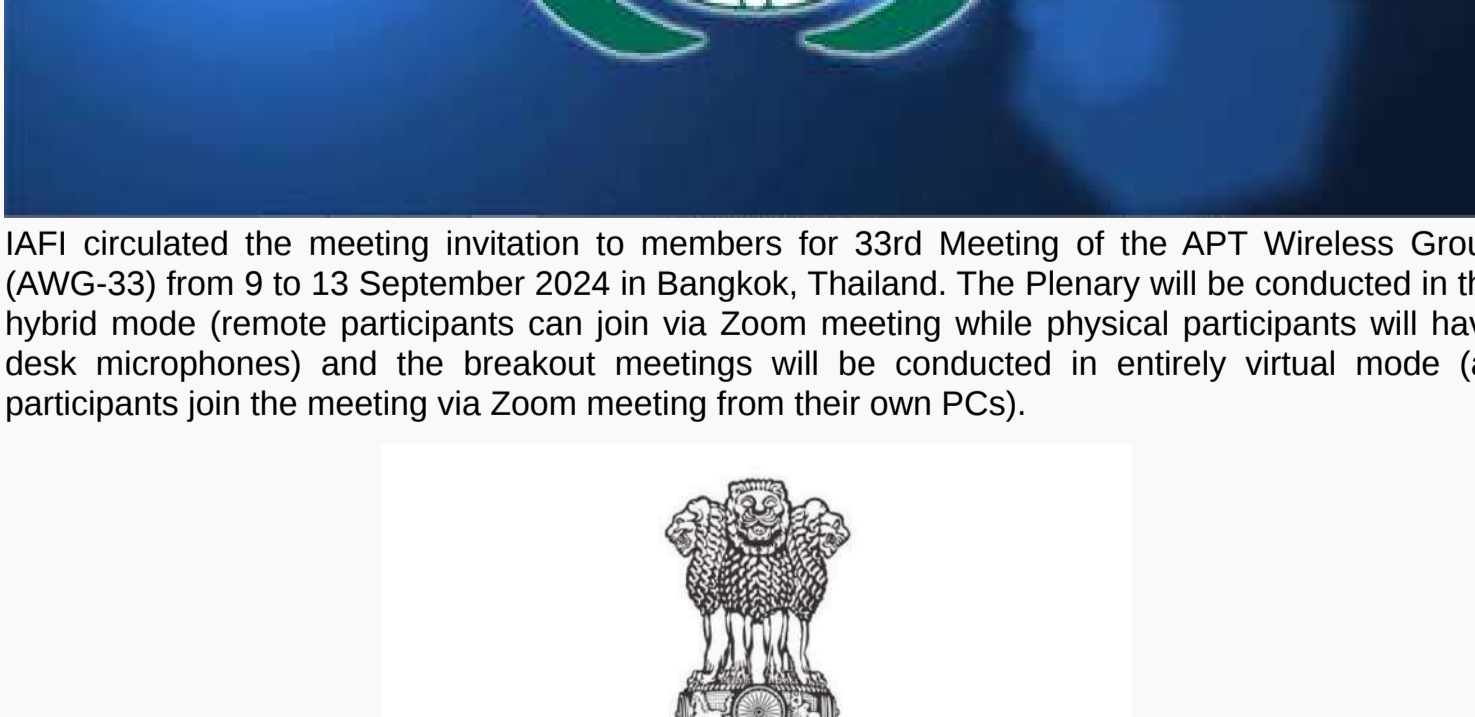 IAFI circulated the meeting invitation to members for 33rd Meeting of the APT Wireless Grou
(AWG-33) from 9 to 13 September 2024 in Bangkok, Thailand. The Plenary will be conducted in th
hybrid mode (remote participants can join via Zoom meeting while physical participants will hav
desk microphones) and the breakout meetings will be conducted in entirely virtual mode (a
participants join the meeting via Zoom meeting from their own PCs).